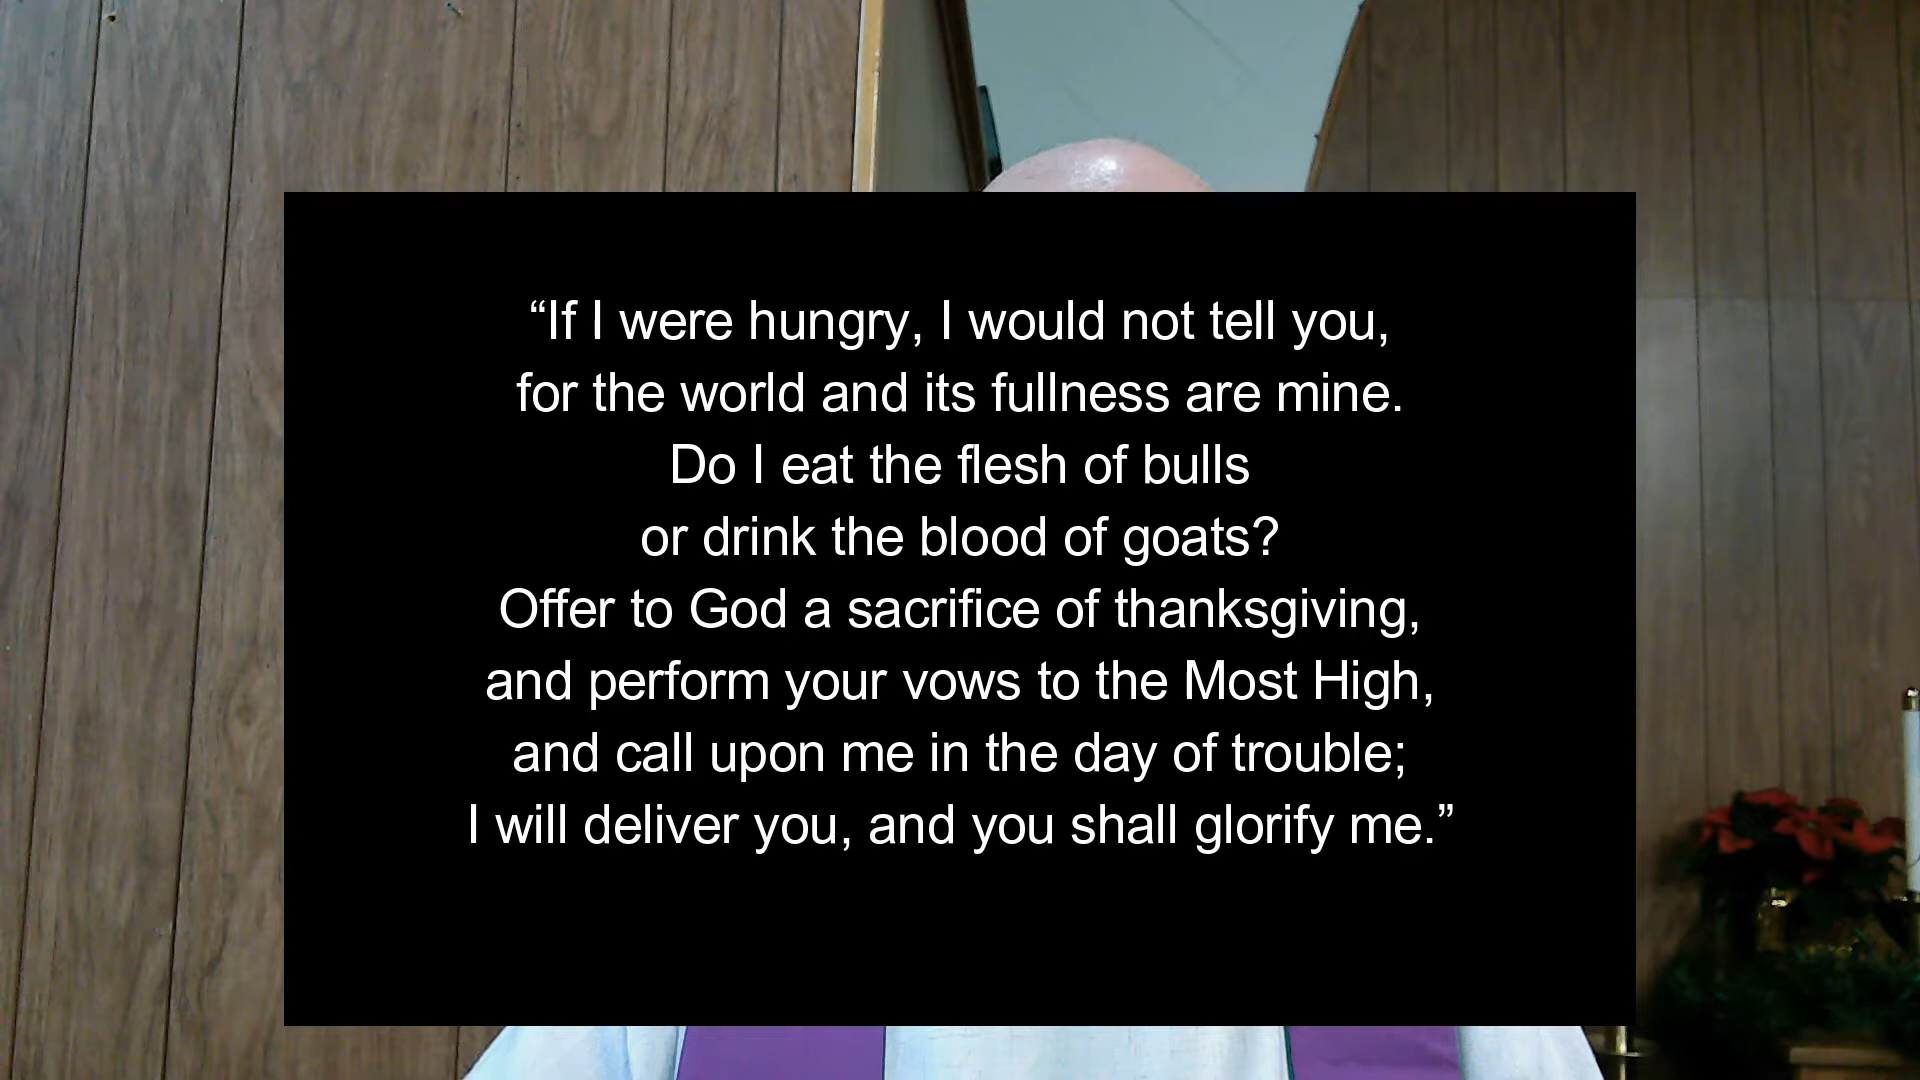 “If I were hungry, I would not tell you,
for the world and its fullness are mine.
Do I eat the flesh of bulls
or drink the blood of goats?
Offer to God a sacrifice of thanksgiving,
and perform your vows to the Most High,
and call upon me in the day of trouble;
I will deliver you, and you shall glorify me.”